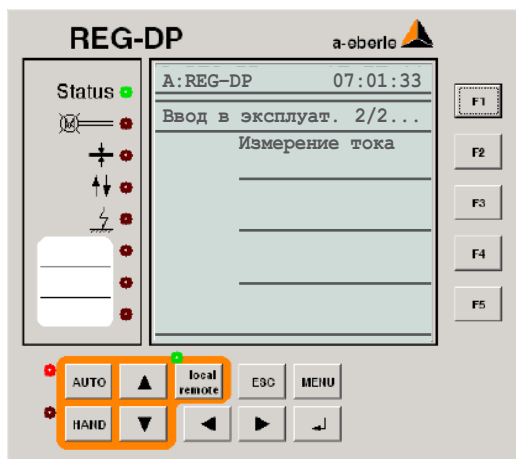 REG-DP
a-eberle
Status
A:REG-DP 07:01:33
Ввод в эксплуат. 2/2...
Измерение тока
M
F1
F2
F3
F4
F5
AUTO
local
remote
ESC
MENU
HAND